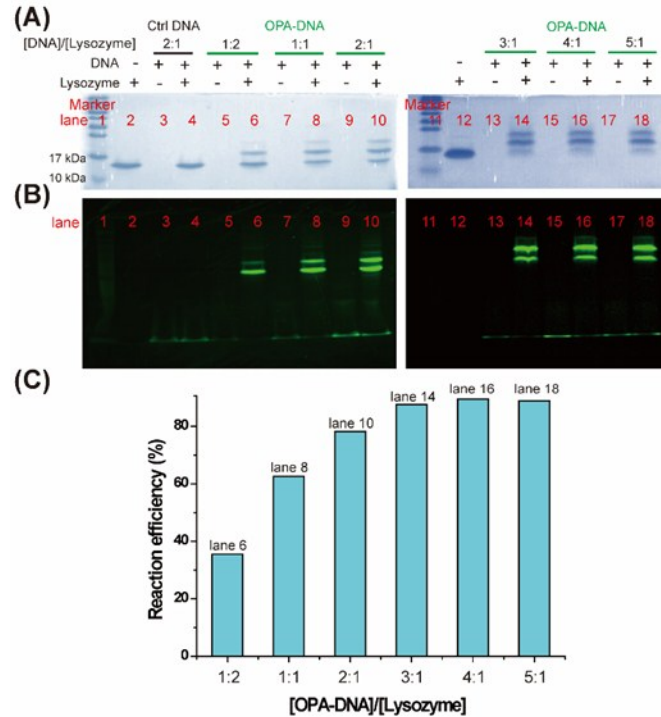 (A)
Ctrl DNA OPA-DNA
[DNA]/[Lysozyme] 2:1 1:2 1:1 2:1
DNA - + + + + + + + +
Lysozyme + - + - + - + - +
Marker
lane 1 2 3 4 5 6 7 8 9 10
17 kDa
10 kDa
OPA-DNA
3:1 4:1 5:1
- + + + + + +
+ - + - + - +
Marker
11 12 13 14 15 16 17 18
(B)
lane 1 2 3 4 5 6 7 8 9 10
11 12 13 14 15 16 17 18
(C)
Reaction efficiency (%)
80
60
40
20
0
lane 6
lane 8
lane 10
lane 14
lane 16
lane 18
1:2 1:1 2:1 3:1 4:1 5:1
[OPA-DNA]/[Lysozyme]